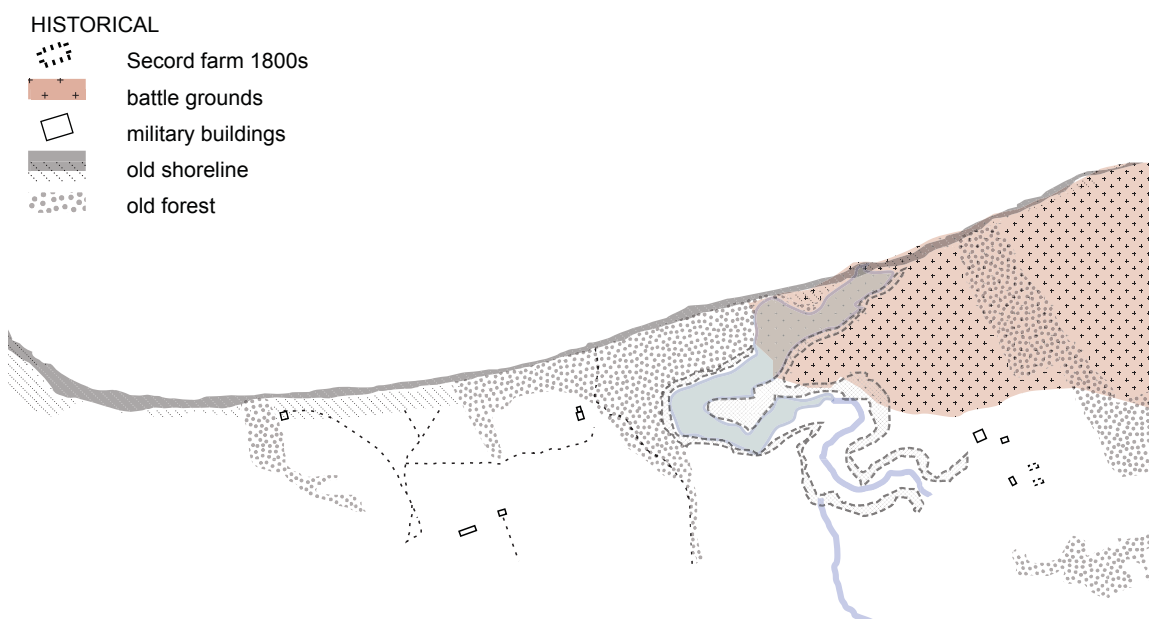 HISTORICAL
Secord farm 1800s
battle grounds
military buildings
old shoreline
old forest